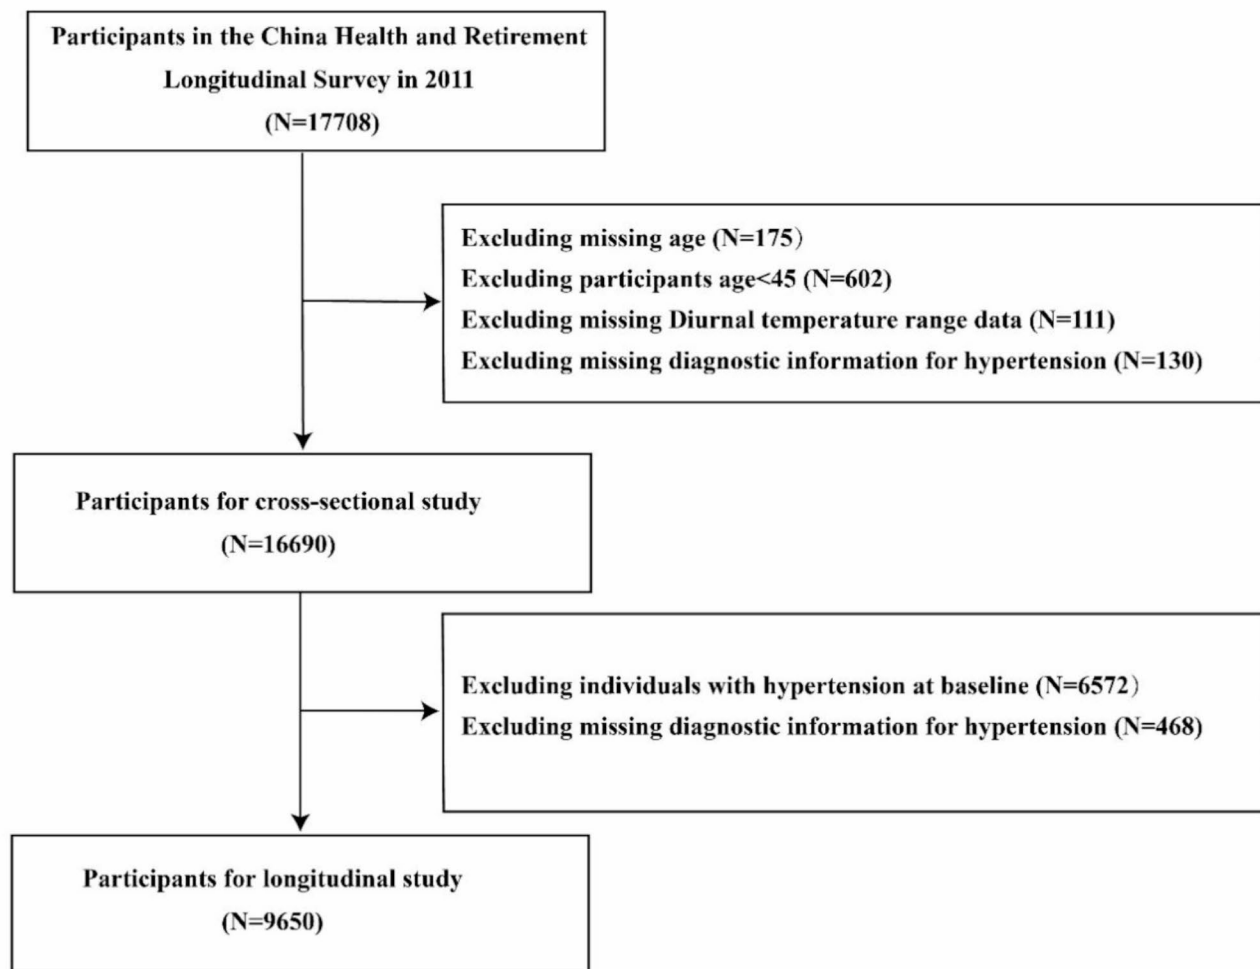 Participants in the China Health and Retirement
Longitudinal Survey in 2011
(N=17708)
Excluding missing age (N=175）
Excluding participants age<45 (N=602)
Excluding missing Diurnal temperature range data (N=111)
Excluding missing diagnostic information for hypertension (N=130)
Participants for cross-sectional study
(N=16690)
Excluding individuals with hypertension at baseline (N=6572）
Excluding missing diagnostic information for hypertension (N=468)
Participants for longitudinal study
(N=9650)